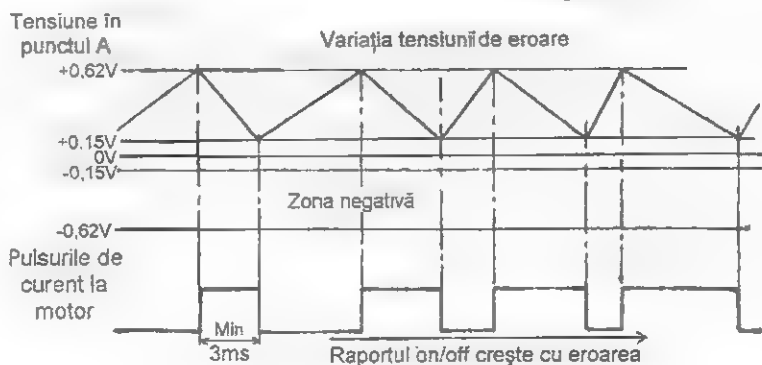 Tensiune în
punctul A
Variația tensiunii de eroare
+0,62V
+0.15V
0V
-0,15V
Zona negativă
-0,62V
Pulsurile de
curent la
motor
Min
3ms
Raportul on/off crește cu eroarea